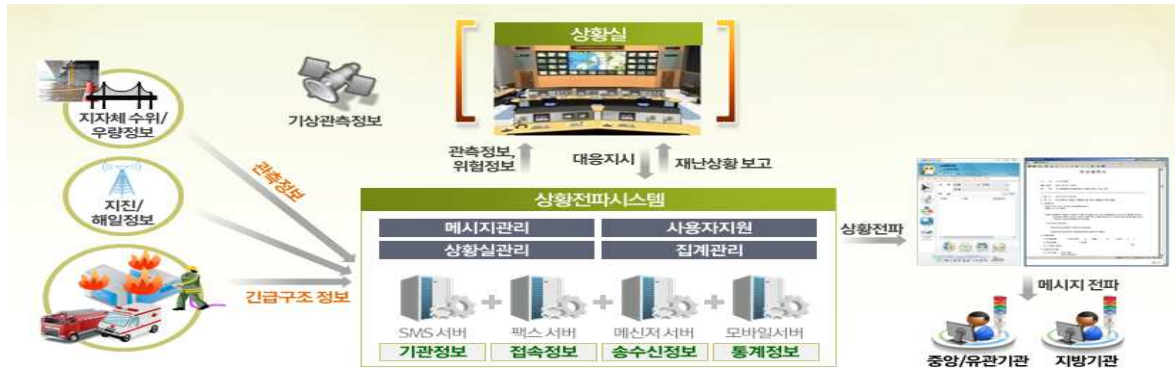 상황실
지자체 수위/
우량정보
기상관측정보
관측정보,
위험정보
대응지시
재난상황 보고
관측정보
지진/
해일정보
상황전파시스템
메시지관리
사용자지원
상황실관리
집계관리
상황전파
긴급구조 정보
SMS 서버
팩스 서버
메신저 서버
모바일서버
기관정보
접속정보
송수신정보
통계정보
메시지 전파
중앙/유관기관
지방기관